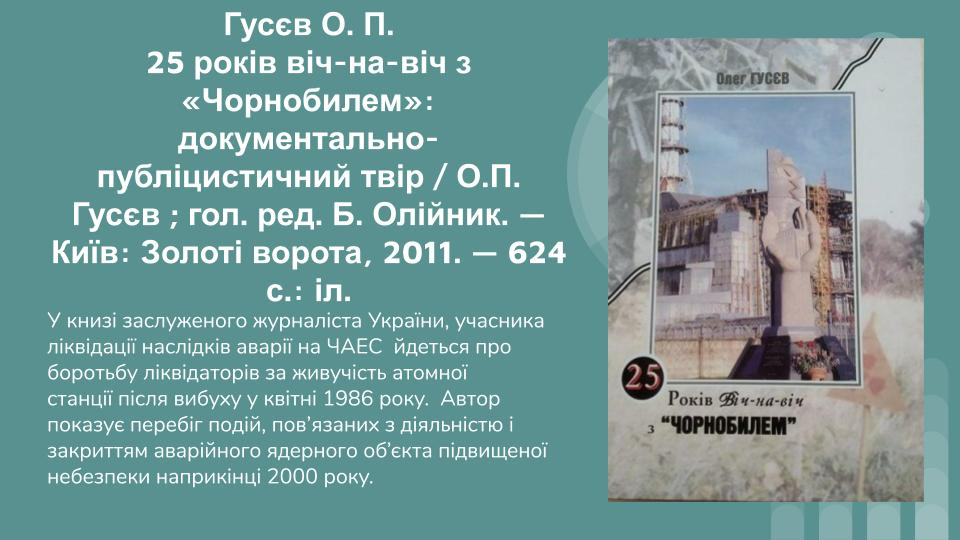 Гусєв О. П.
25 років віч-на-віч з
«Чорнобилем»:
документально-
публіцистичний твір / О.П.
Гусєв ; гол. ред. Б. Олійник. —
Київ: Золоті ворота, 2011. — 624
с.: іл.
У книзі заслуженого журналіста України, учасника
ліквідації наслідків аварії на ЧАЕС  йдеться про
боротьбу ліквідаторів за живучість атомної
станції після вибуху у квітні 1986 року.  Автор
показує перебіг подій, пов’язаних з діяльністю і
закриттям аварійного ядерного об’єкта підвищеної
небезпеки наприкінці 2000 року.
Олег ГУСЄВ
25
Років Віч-на-віч
з “ЧОРНОБИЛЕМ”